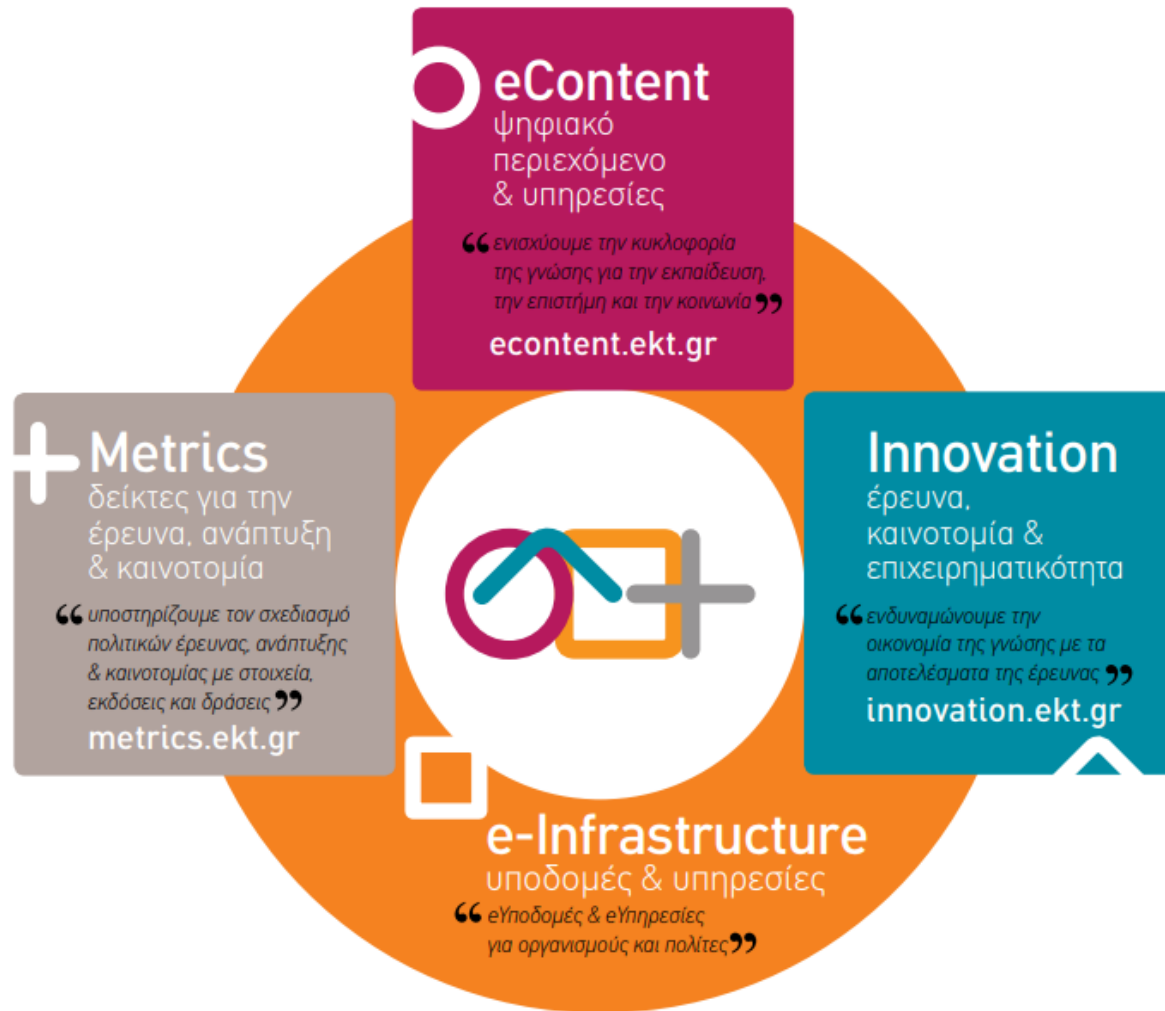 eContent
ψηφιακό
περιεχόμενο
& υπηρεσίες
“ ενισχύουμε την κυκλοφορία
της γνώσης για την εκπαίδευση,
την επιστήμη και την κοινωνία ”
econtent.ekt.gr
Metrics
δείκτες για την
έρευνα, ανάπτυξη
& καινοτομία
“ υποστηρίζουμε τον σχεδιασμό
πολιτικών έρευνας, ανάπτυξης
& καινοτομίας με στοιχεία,
εκδόσεις και δράσεις ”
metrics.ekt.gr
Innovation
έρευνα,
καινοτομία &
επιχειρηματικότητα
“ ενδυναμώνουμε την
οικονομία της γνώσης με τα
αποτελέσματα της έρευνας ”
innovation.ekt.gr
e-Infrastructure
υποδομές & υπηρεσίες
“ eΥποδομές & eΥπηρεσίες
για οργανισμούς και πολίτες ”